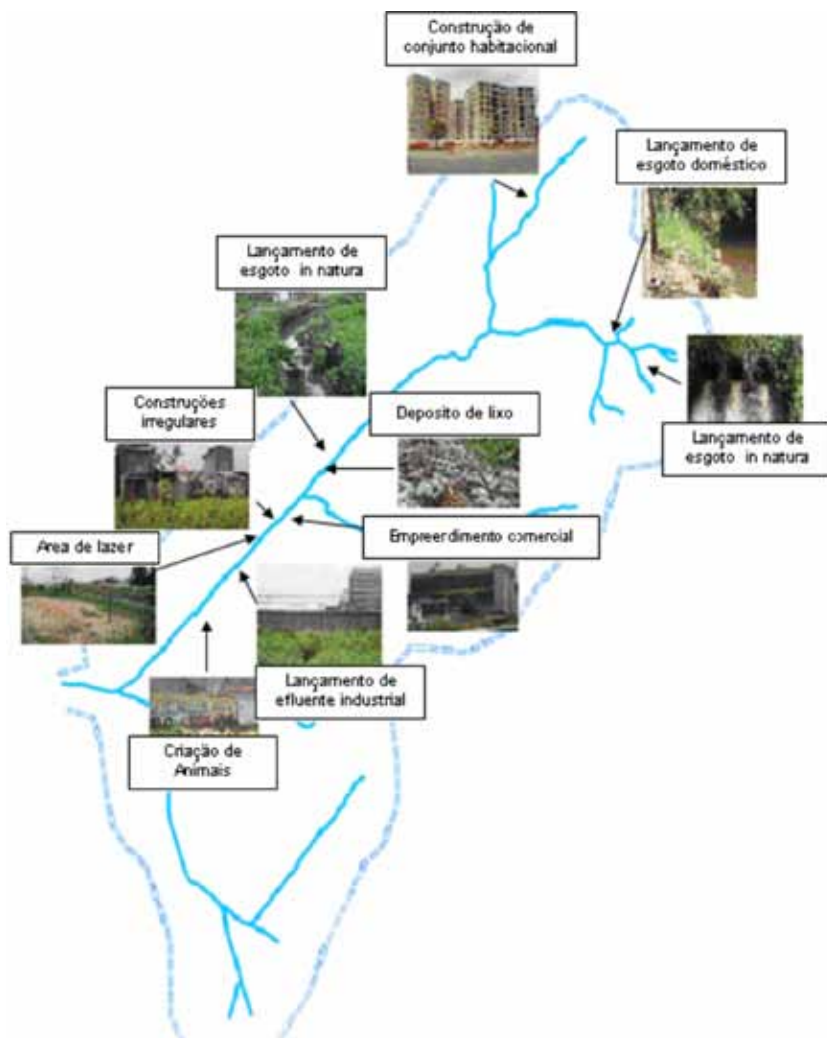 Construção de
conjunto habitacional
Lançamento de
esgoto doméstico
Lançamento de
esgoto in natura
Construções
irregulares
Deposito de lixo
Lançamento de
esgoto in natura
Area de lazer
Empreerdimento comercial
Lançamento de
efluente industrial
Criação de
Animais